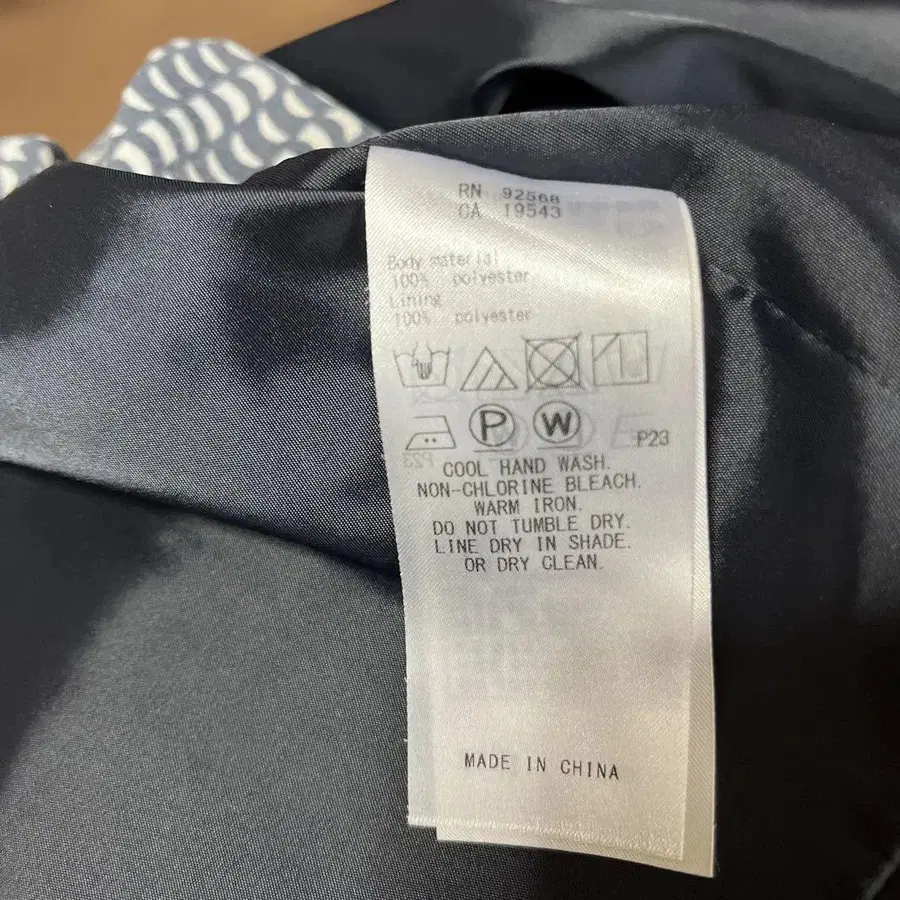 RN 92568
CA 19543
Body material
100% polyester
Lining
100% polyester
P W
P23
COOL HAND WASH.
NON-CHLORINE BLEACH.
WARM IRON.
DO NOT TUMBLE DRY.
LINE DRY IN SHADE.
OR DRY CLEAN.
MADE IN CHINA